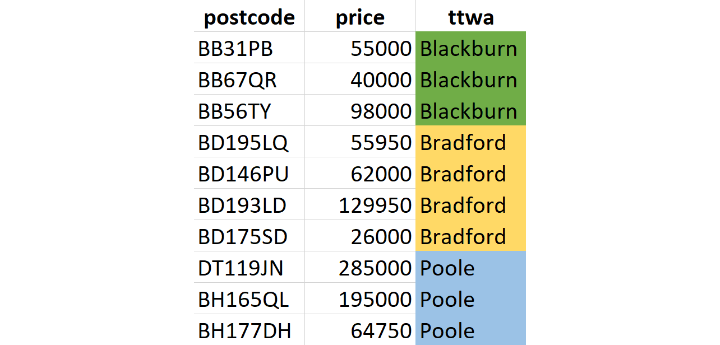 postcode price ttwa
BB31PB 55000 Blackburn
BB67QR 40000 Blackburn
BB56TY 98000 Blackburn
BD195LQ 55950 Bradford
BD146PU 62000 Bradford
BD193LD 129950 Bradford
BD175SD 26000 Bradford
DT119JN 285000 Poole
BH165QL 195000 Poole
BH177DH 64750 Poole